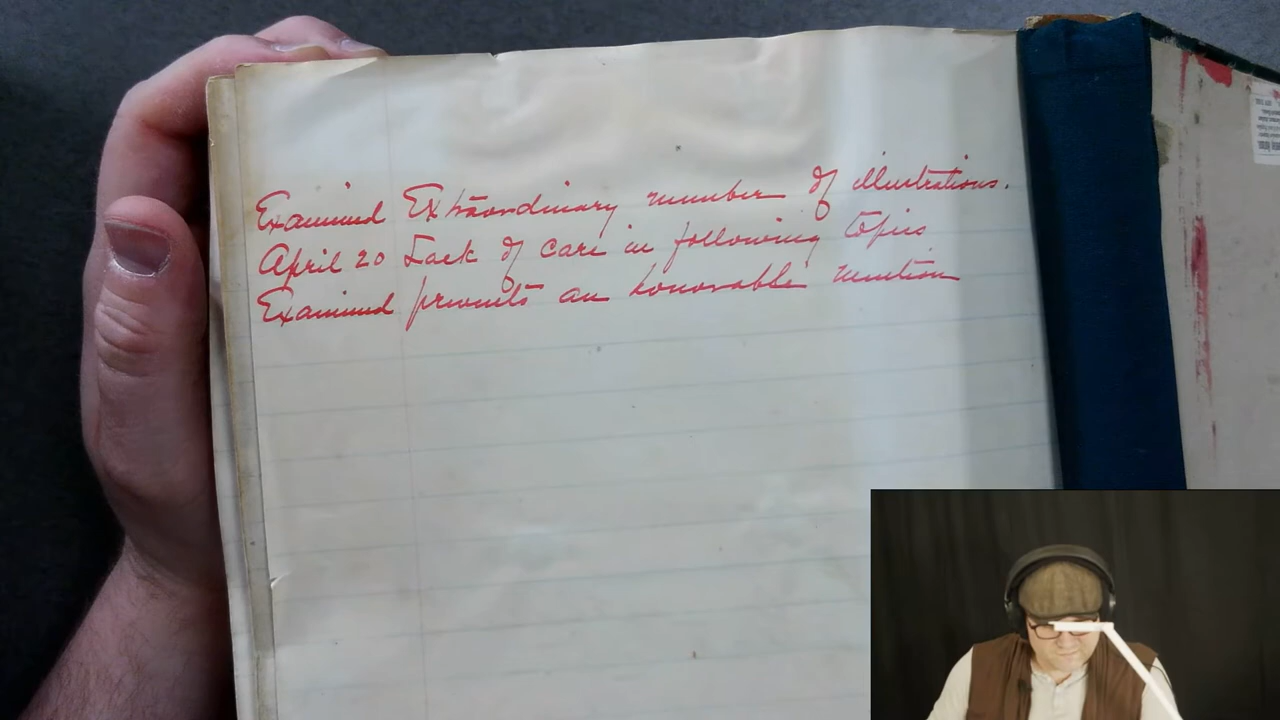 Examined Extraordinary number of illustrations.
April 20 Lack of care in following topics
Examined prevents an honorable mention